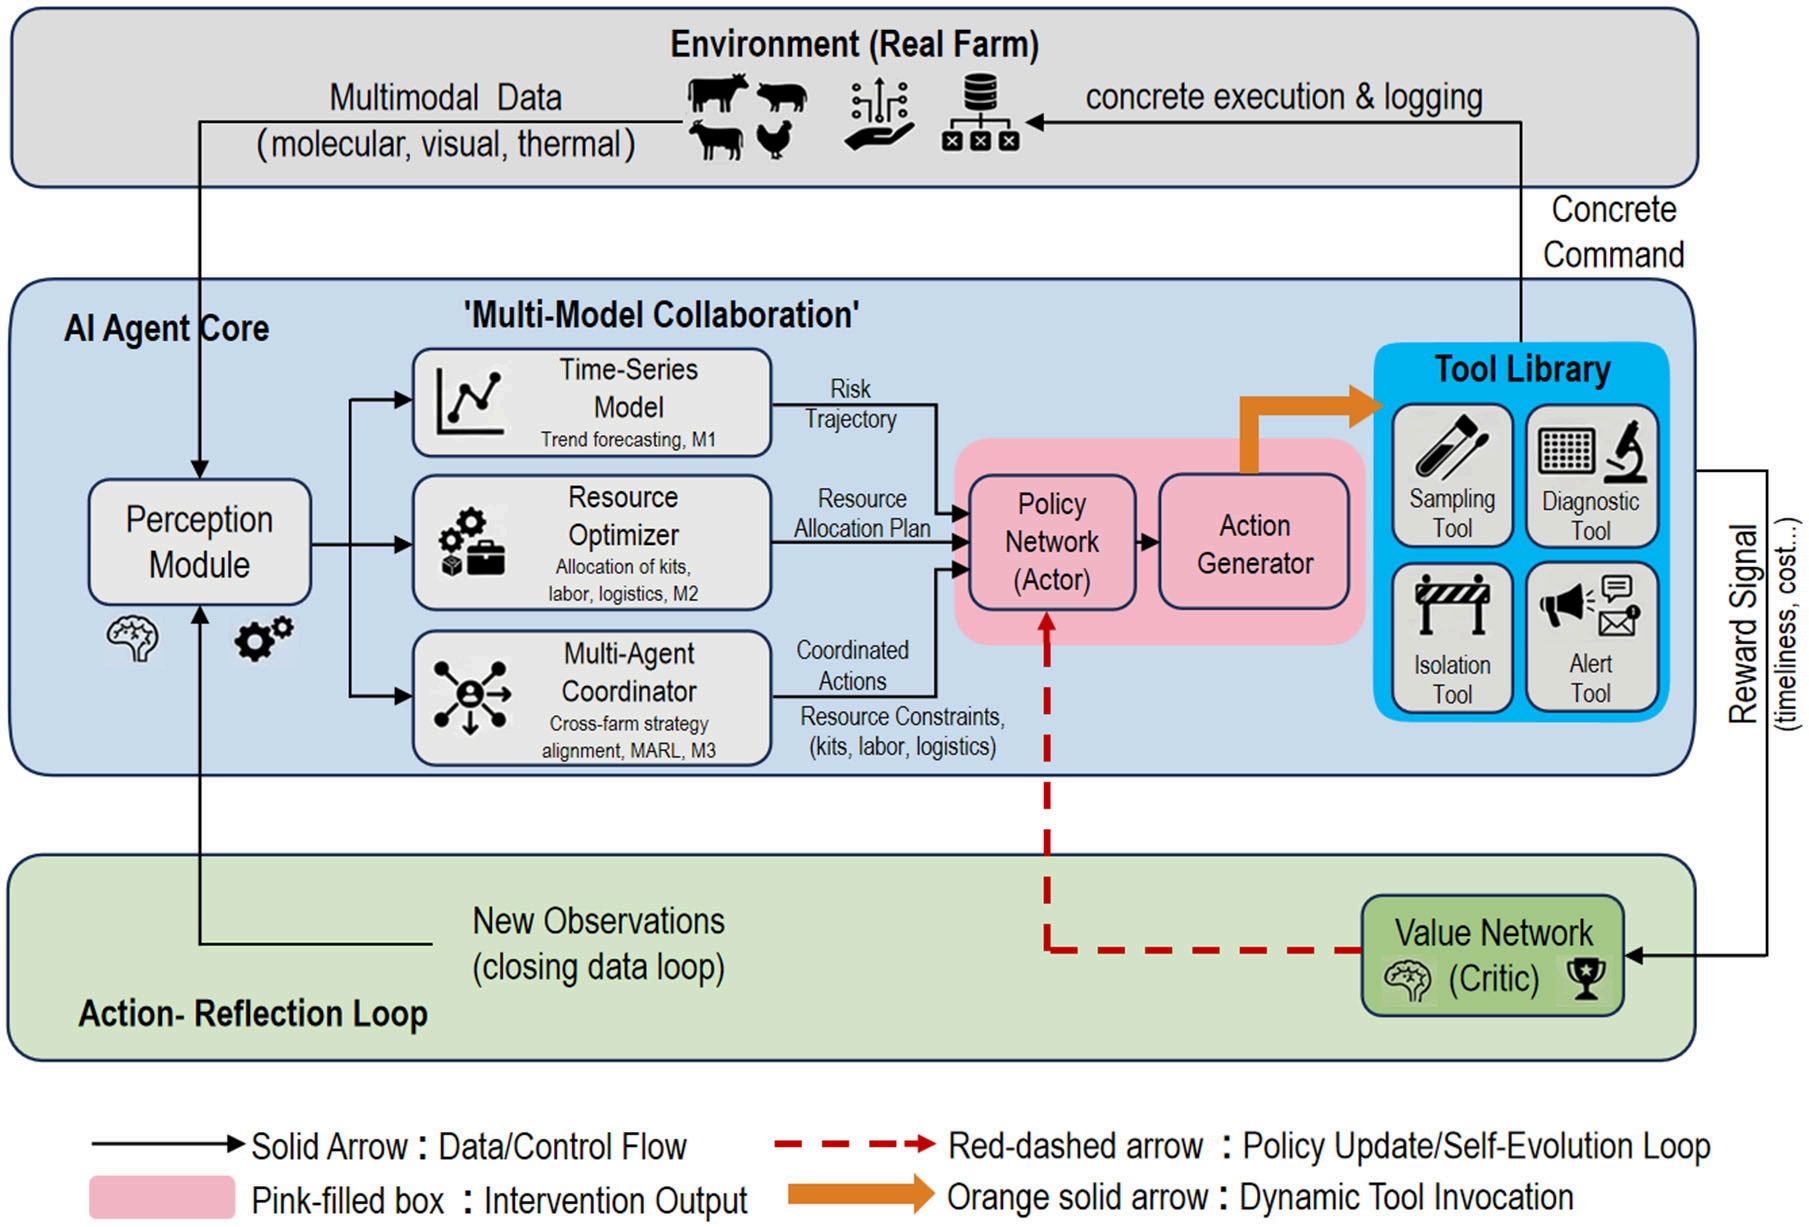 Environment (Real Farm)
Multimodal Data
(molecular, visual, thermal)
concrete execution & logging
Concrete
Command
AI Agent Core
'Multi-Model Collaboration'
Perception
Module
Time-Series
Model
Trend forecasting, M1
Resource
Optimizer
Allocation of kits,
labor, logistics, M2
Multi-Agent
Coordinator
Cross-farm strategy
alignment, MARL, M3
Risk
Trajectory
Resource
Allocation Plan
Coordinated
Actions
Resource Constraints,
(kits, labor, logistics)
Policy
Network
(Actor)
Action
Generator
Tool Library
Sampling
Tool
Diagnostic
Tool
Isolation
Tool
Alert
Tool
Reward Signal
(timeliness, cost...)
New Observations
(closing data loop)
Action- Reflection Loop
Value Network
(Critic)
Solid Arrow : Data/Control Flow
Red-dashed arrow : Policy Update/Self-Evolution Loop
Pink-filled box : Intervention Output
Orange solid arrow : Dynamic Tool Invocation